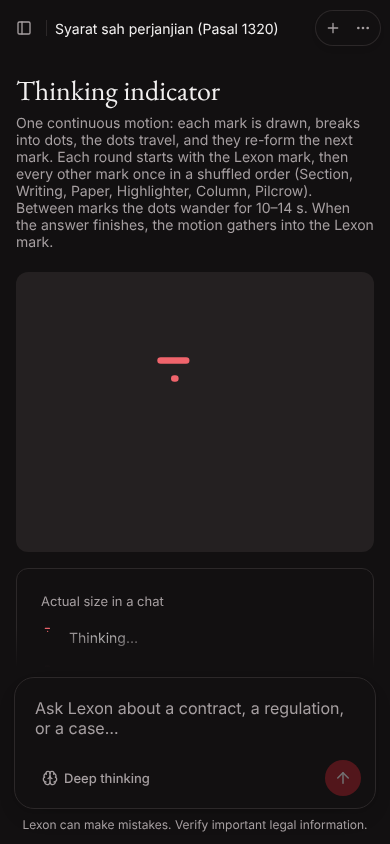 Syarat sah perjanjian (Pasal 1320)
Thinking indicator
One continuous motion: each mark is drawn, breaks
into dots, the dots travel, and they re-form the next
mark. Each round starts with the Lexon mark, then
every other mark once in a shuffled order (Section,
Writing, Paper, Highlighter, Column, Pilcrow).
Between marks the dots wander for 10–14 s. When
the answer finishes, the motion gathers into the Lexon
mark.
Actual size in a chat
Thinking...
Ask Lexon about a contract, a regulation,
or a case...
Deep thinking
Lexon can make mistakes. Verify important legal information.